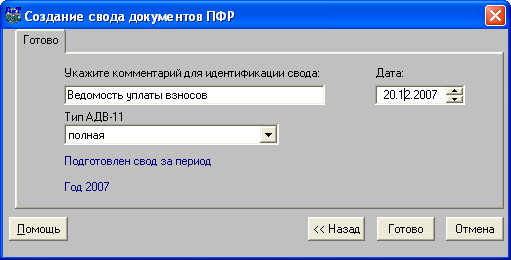 Создание свода документов ПФР
Готово
Укажите комментарий для идентификации свода:
Дата:
Ведомость уплаты взносов
20.12.2007
Тип АДВ-11
полная
Подготовлен свод за период
Год 2007
Помощь
<< Назад
Готово
Отмена